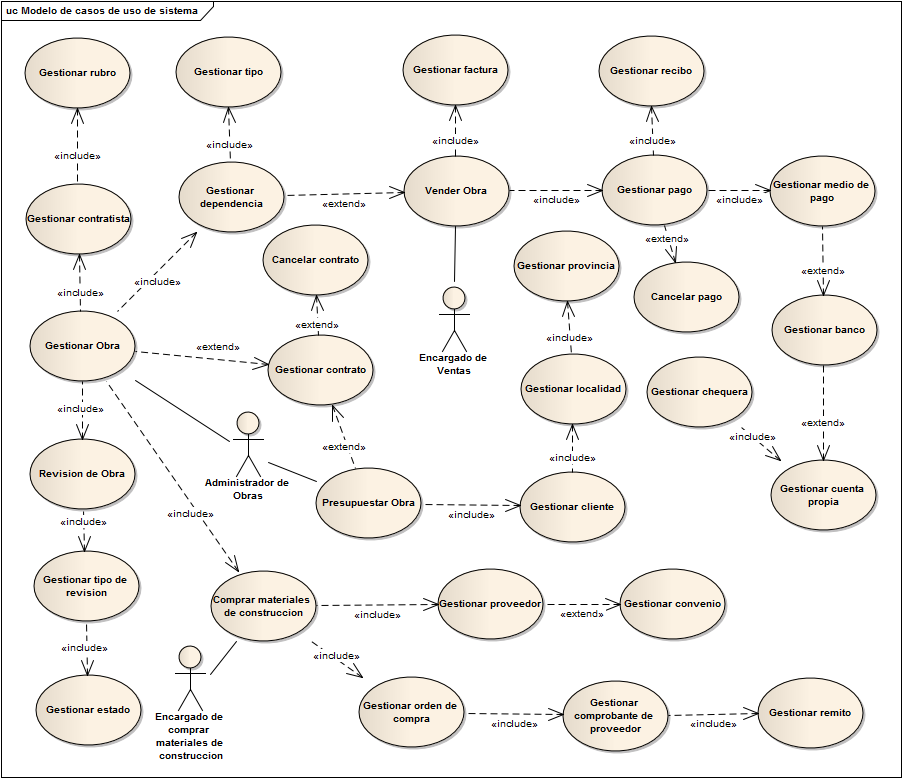 uc Modelo de casos de uso de sistema
Gestionar rubro
Gestionar tipo
Gestionar factura
Gestionar recibo
«include»
«include»
«include»
«include»
Gestionar contratista
Gestionar
dependencia
«extend»
Vender Obra
«include»
Gestionar pago
«include»
Gestionar medio de
pago
«include»
«include»
Cancelar contrato
Gestionar provincia
«extend»
Cancelar pago
«extend»
Gestionar Obra
«extend»
«extend»
Gestionar contrato
Encargado de
Ventas
«include»
Gestionar banco
«include»
Gestionar localidad
Gestionar chequera
«include»
«extend»
Revision de Obra
Administrador de
Obras
«extend»
Presupuestar Obra
«include»
«include»
Gestionar cliente
Gestionar cuenta
propia
«include»
«include»
Gestionar tipo de
revision
Comprar materiales
de construccion
«include»
Gestionar proveedor
«extend»
Gestionar convenio
«include»
«include»
Gestionar estado
Encargado de
comprar
materiales de
construccion
Gestionar orden de
compra
«include»
Gestionar
comprobante de
proveedor
«include»
Gestionar remito